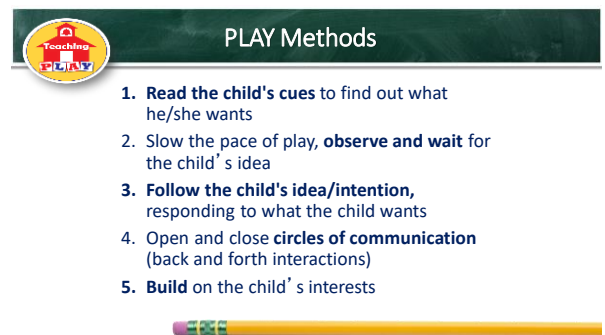 PLAY Methods
Teaching
PLAY
1. Read the child's cues to find out what
he/she wants
2. Slow the pace of play, observe and wait for
the child's idea
3. Follow the child's idea/intention,
responding to what the child wants
4. Open and close circles of communication
(back and forth interactions)
5. Build on the child's interests